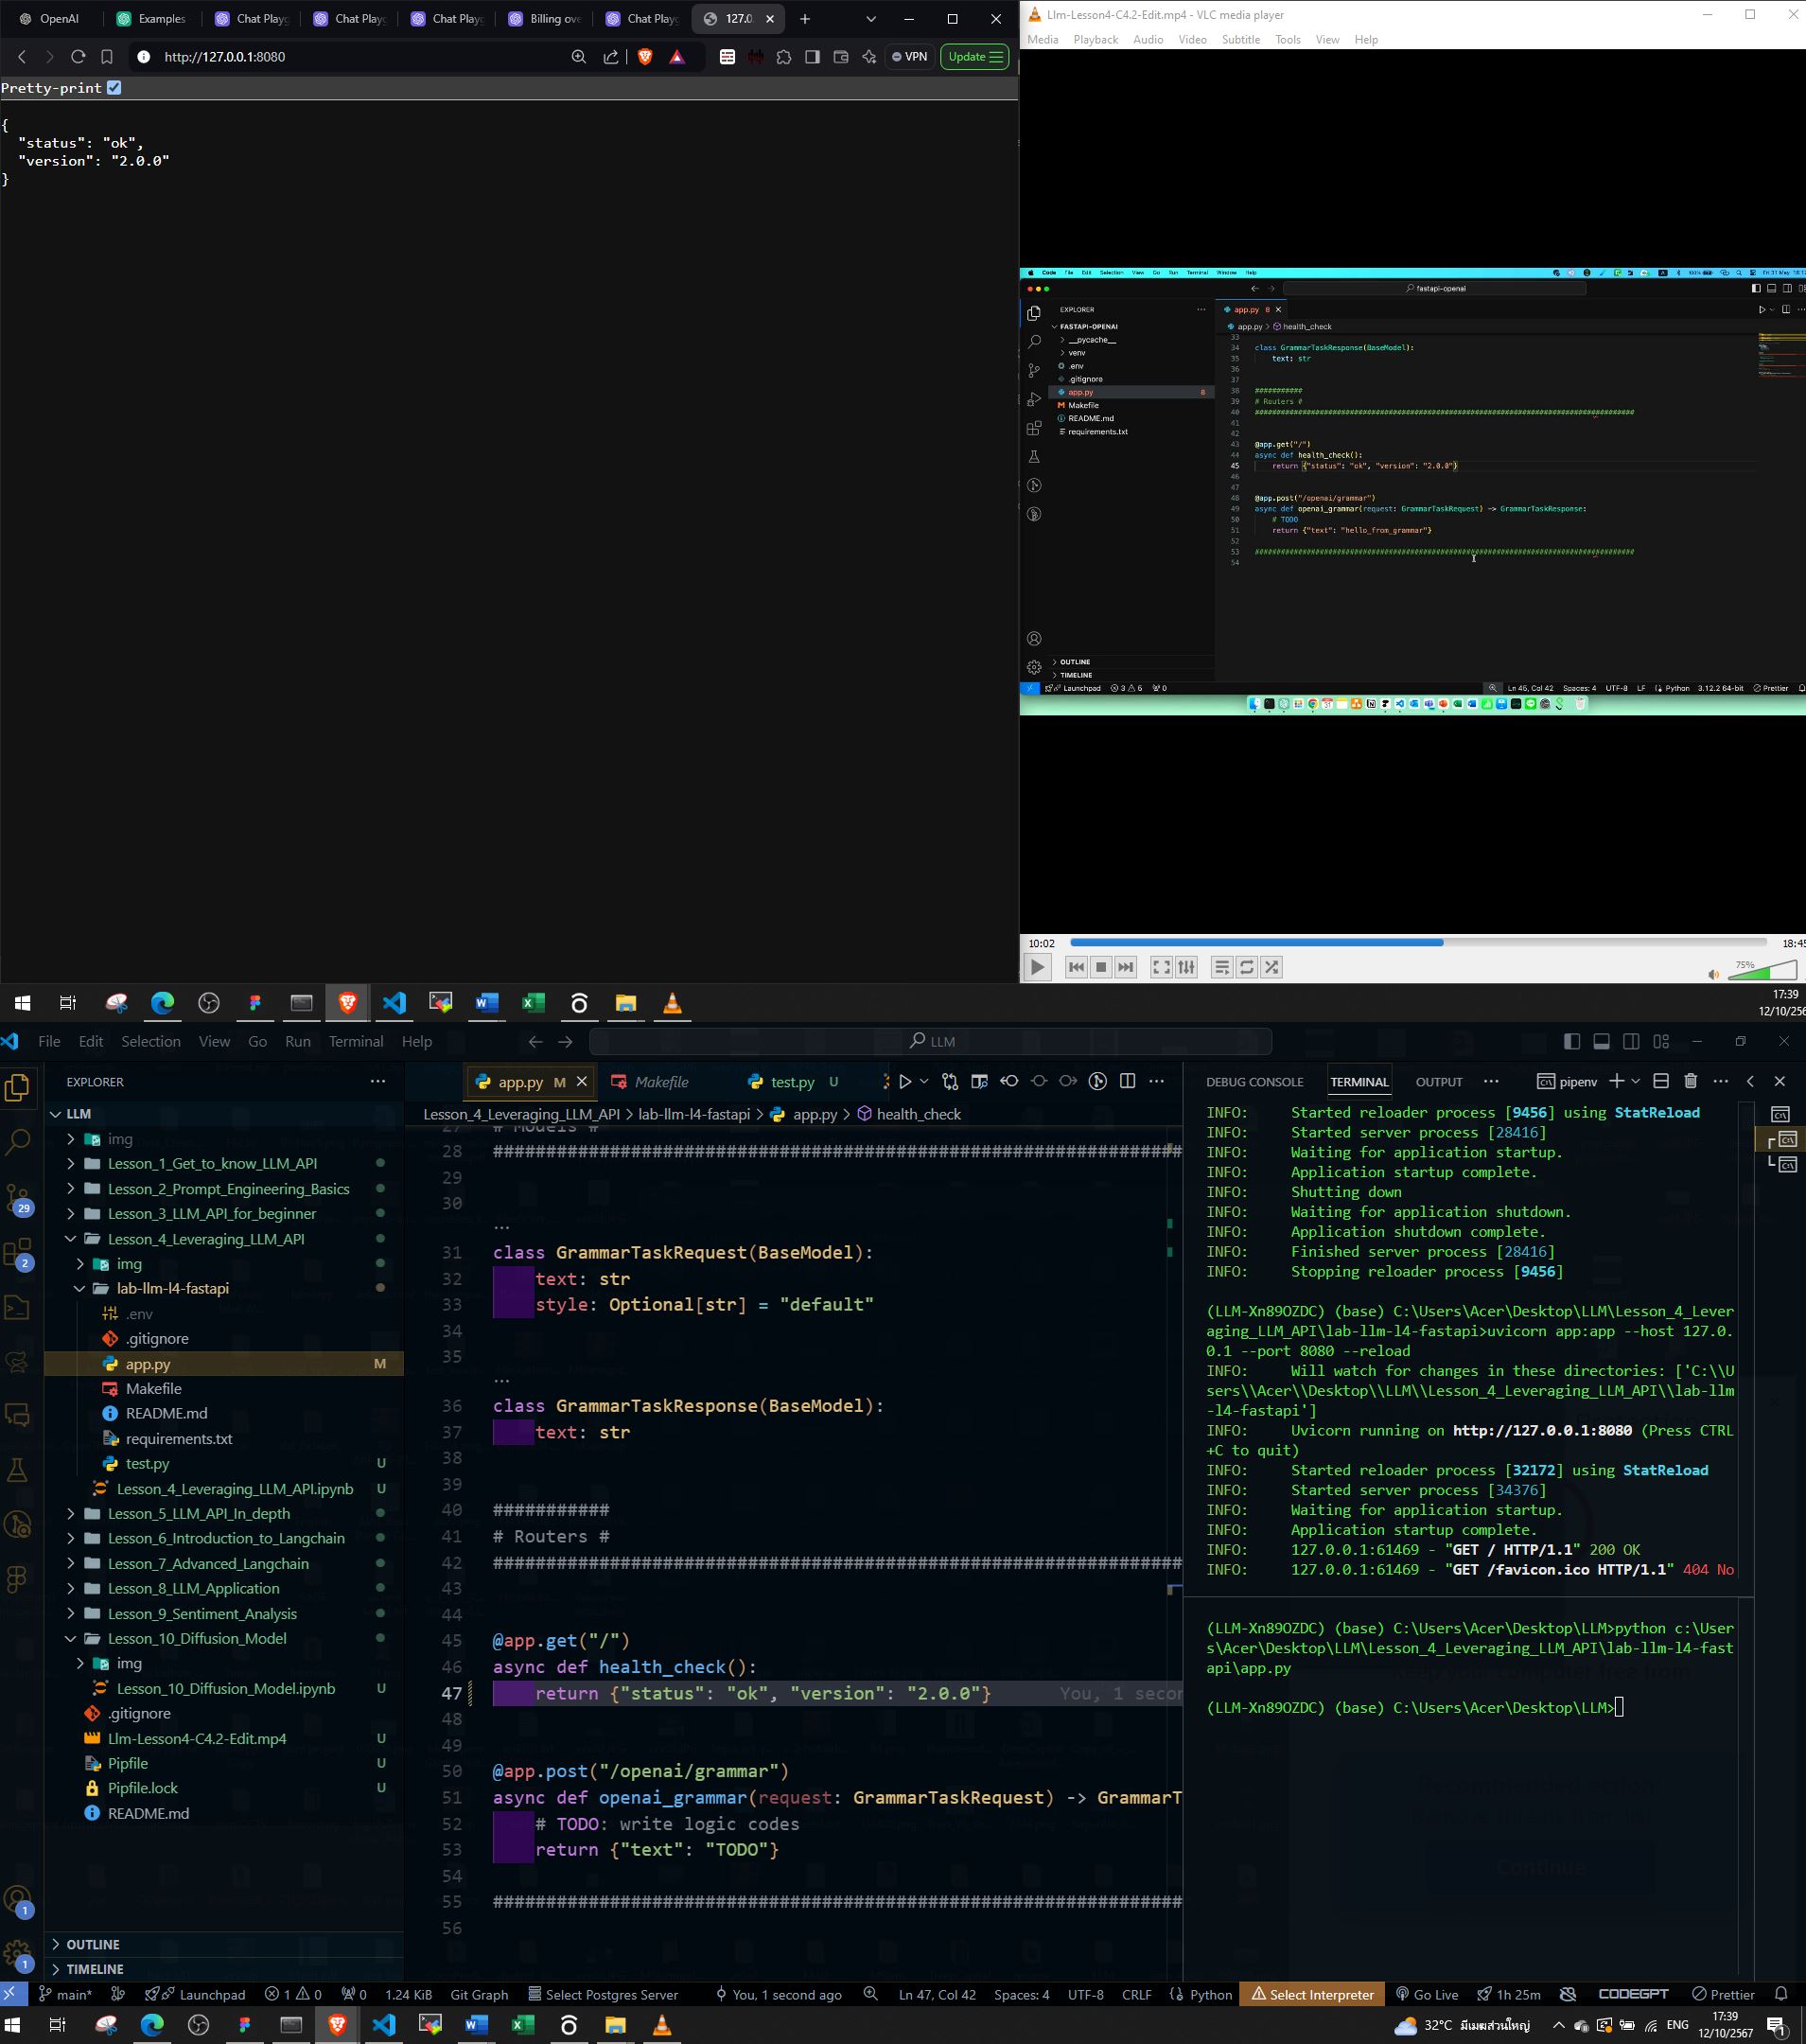 OpenAI
Examples
Chat Playg
Chat Playg
Chat Playg
Billing ove
Chat Playg
127.0
http://127.0.0.1:8080
VPN
Update
Pretty-print
{
"status": "ok",
"version": "2.0.0"
}
Llm-Lesson4-C4.2-Edit.mp4 - VLC media player
Media Playback Audio Video Subtitle Tools View Help
Code File Edit Selection View Go Run Terminal Window Help
fastapi-openai
EXPLORER
FASTAPI-OPENAI
__pycache__
venv
.env
.gitignore
app.py 8
Makefile
README.md
requirements.txt
OUTLINE
TIMELINE
app.py 8
app.py > health_check
33
34 class GrammarTaskResponse(BaseModel):
35 text: str
36
37
38 ###########
39 # Routers #
40
41
42
43 @app.get("/")
44 async def health_check():
45 return {"status": "ok", "version": "2.0.0"}
46
47
48 @app.post("/openai/grammar")
49 async def openai_grammar(request: GrammarTaskRequest) -> GrammarTaskResponse:
50 # TODO
51 return {"text": "hello_from_grammar"}
52
53
54
Launchpad 3 6 0
Ln 45, Col 42 Spaces: 4 UTF-8 LF Python 3.12.2 64-bit Prettier
10:02
18:45
75%
17:39
12/10/256
File Edit Selection View Go Run Terminal Help
LLM
EXPLORER
LLM
img
Lesson_1_Get_to_know_LLM_API
Lesson_2_Prompt_Engineering_Basics
Lesson_3_LLM_API_for_beginner
Lesson_4_Leveraging_LLM_API
img
lab-llm-l4-fastapi
.env
.gitignore
app.py M
Makefile
README.md
requirements.txt
test.py U
Lesson_4_Leveraging_LLM_API.ipynb U
Lesson_5_LLM_API_In_depth
Lesson_6_Introduction_to_Langchain
Lesson_7_Advanced_Langchain
Lesson_8_LLM_Application
Lesson_9_Sentiment_Analysis
Lesson_10_Diffusion_Model
img
Lesson_10_Diffusion_Model.ipynb U
.gitignore
Llm-Lesson4-C4.2-Edit.mp4 U
Pipfile U
Pipfile.lock U
README.md
OUTLINE
TIMELINE
29
2
1
1
app.py M
Makefile
test.py U
Lesson_4_Leveraging_LLM_API > lab-llm-l4-fastapi > app.py > health_check
27 # Models #
28 ################################################################
29
30
...
31 class GrammarTaskRequest(BaseModel):
32 text: str
33 style: Optional[str] = "default"
34
35
...
36 class GrammarTaskResponse(BaseModel):
37 text: str
38
39
40 ###########
41 # Routers #
42 ################################################################
43
44
45 @app.get("/")
46 async def health_check():
47 return {"status": "ok", "version": "2.0.0"} You, 1 secon
48
49
50 @app.post("/openai/grammar")
51 async def openai_grammar(request: GrammarTaskRequest) -> GrammarT
52 # TODO: write logic codes
53 return {"text": "TODO"}
54
55 ################################################################
56
DEBUG CONSOLE TERMINAL OUTPUT
pipenv
INFO: Started reloader process [9456] using StatReload
INFO: Started server process [28416]
INFO: Waiting for application startup.
INFO: Application startup complete.
INFO: Shutting down
INFO: Waiting for application shutdown.
INFO: Application shutdown complete.
INFO: Finished server process [28416]
INFO: Stopping reloader process [9456]
(LLM-Xn89OZDC) (base) C:\Users\Acer\Desktop\LLM\Lesson_4_Lever
aging_LLM_API\lab-llm-l4-fastapi>uvicorn app:app --host 127.0.
0.1 --port 8080 --reload
INFO: Will watch for changes in these directories: ['C:\\U
sers\\Acer\\Desktop\\LLM\\Lesson_4_Leveraging_LLM_API\\lab-llm
-l4-fastapi']
INFO: Uvicorn running on http://127.0.0.1:8080 (Press CTRL
+C to quit)
INFO: Started reloader process [32172] using StatReload
INFO: Started server process [34376]
INFO: Waiting for application startup.
INFO: Application startup complete.
INFO: 127.0.0.1:61469 - "GET / HTTP/1.1" 200 OK
INFO: 127.0.0.1:61469 - "GET /favicon.ico HTTP/1.1" 404 No
(LLM-Xn89OZDC) (base) C:\Users\Acer\Desktop\LLM>python c:\User
s\Acer\Desktop\LLM\Lesson_4_Leveraging_LLM_API\lab-llm-l4-fast
api\app.py
(LLM-Xn89OZDC) (base) C:\Users\Acer\Desktop\LLM>
Continue
main* Launchpad 1 0 0 1.24 KiB Git Graph Select Postgres Server You, 1 second ago Ln 47, Col 42 Spaces: 4 UTF-8 CRLF Python Select Interpreter Go Live 1h 25m CODEGPT Prettier
32°C มีเมฆส่วนใหญ่ ENG
17:39
12/10/2567
1